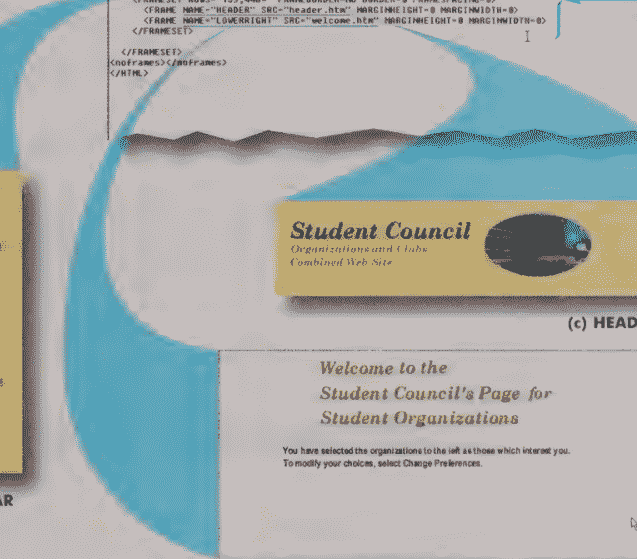 <FRAME NAME="HEADER" SRC="header.htm" MARGINHEIGHT=0 MARGINWIDTH=0>
<FRAME NAME="LOWERRIGHT" SRC="welcome.htm" MARGINHEIGHT=0 MARGINWIDTH=0>
</FRAMESET>
</FRAMESET>
<noframes></noframes>
</HTML>
Student Council
Organizations and Clubs
Combined Web Site
(c) HEAD
Welcome to the
Student Council's Page for
Student Organizations
You have selected the organizations to the left as those which interest you.
To modify your choices, select Change Preferences.
AR